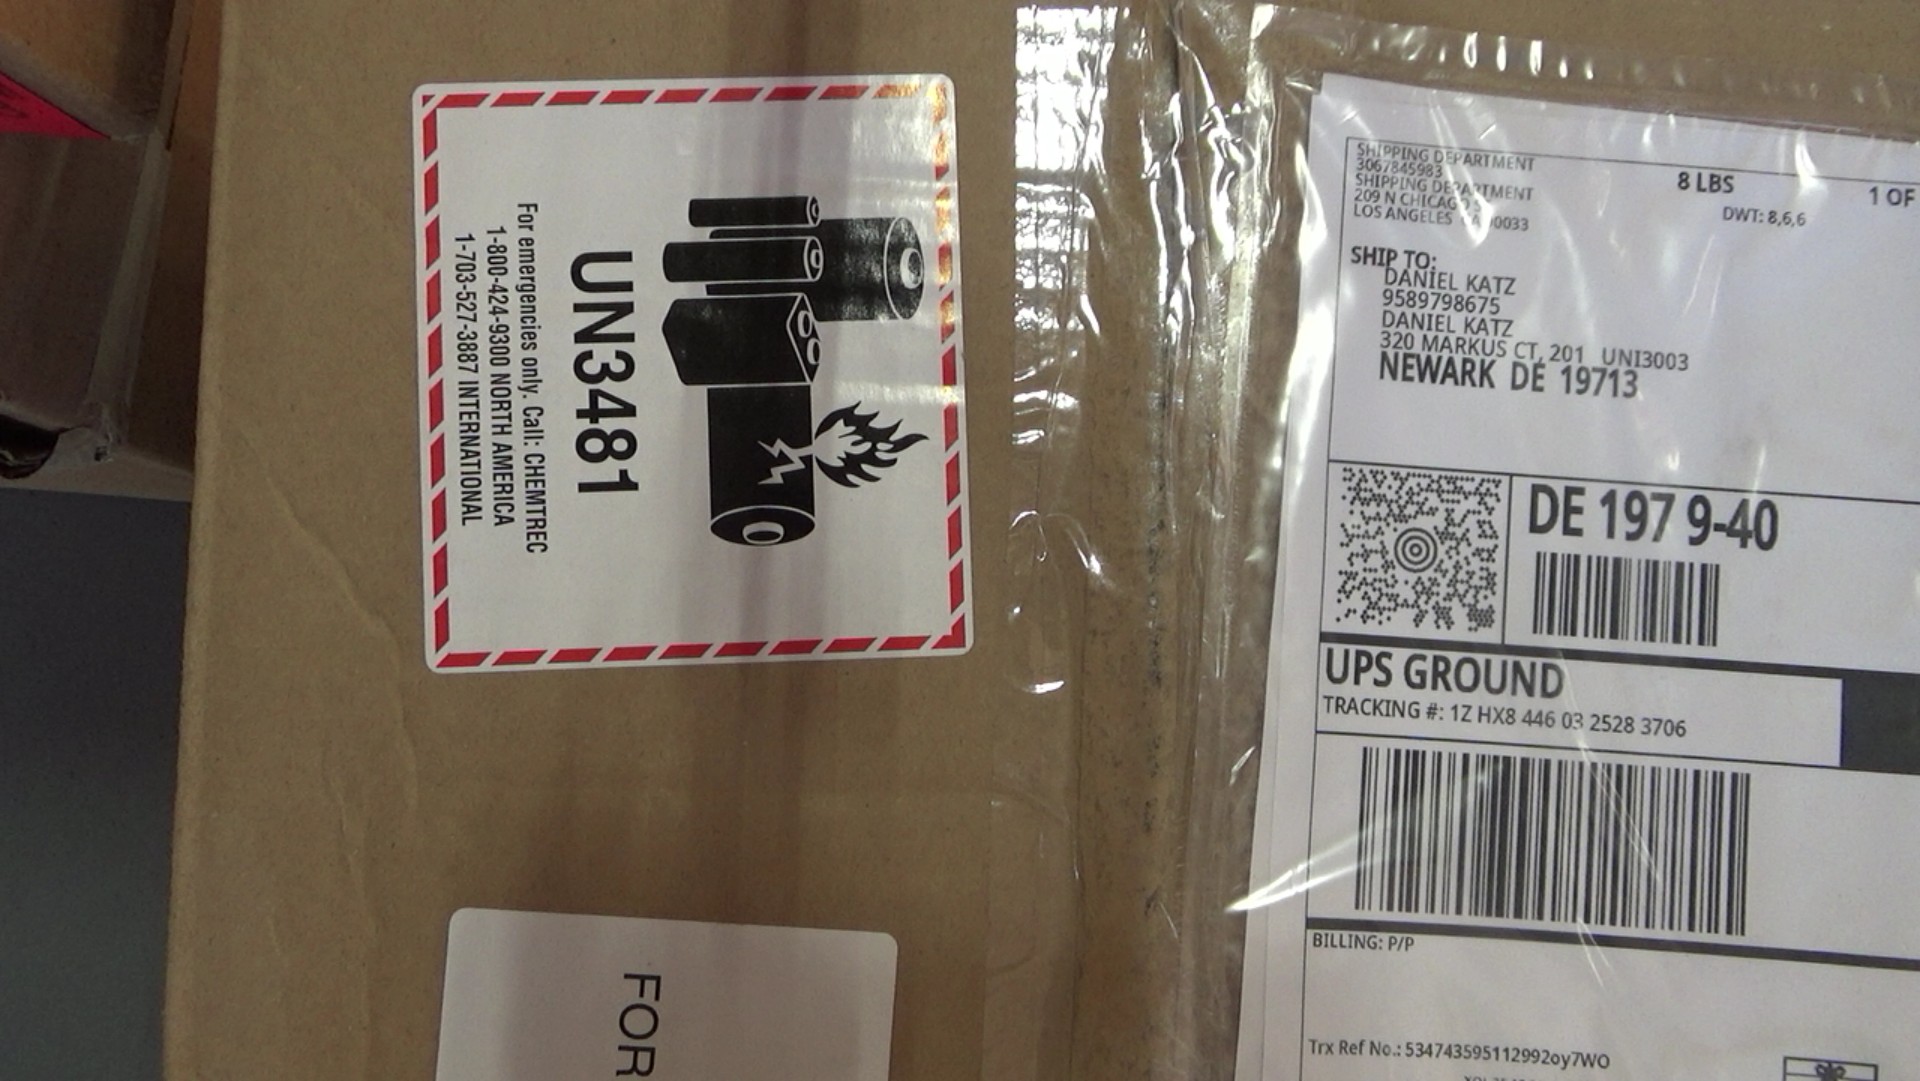 UN3481
For emergencies only. Call: CHEMTREC
1-800-424-9300 NORTH AMERICA
1-703-527-3887 INTERNATIONAL
FOR
SHIPPING DEPARTMENT
3067845983
SHIPPING DEPARTMENT
209 N CHICAGO
LOS ANGELES
8 LBS
1 OF
DWT: 8,6,6
SHIP TO:
DANIEL KATZ
9589798675
DANIEL KATZ
320 MARKUS CT, 201 UNI3003
NEWARK DE 19713
DE 197 9-40
UPS GROUND
TRACKING #: 1Z HX8 446 03 2528 3706
BILLING: P/P
Trx Ref No.: 534743595112992oy7WO